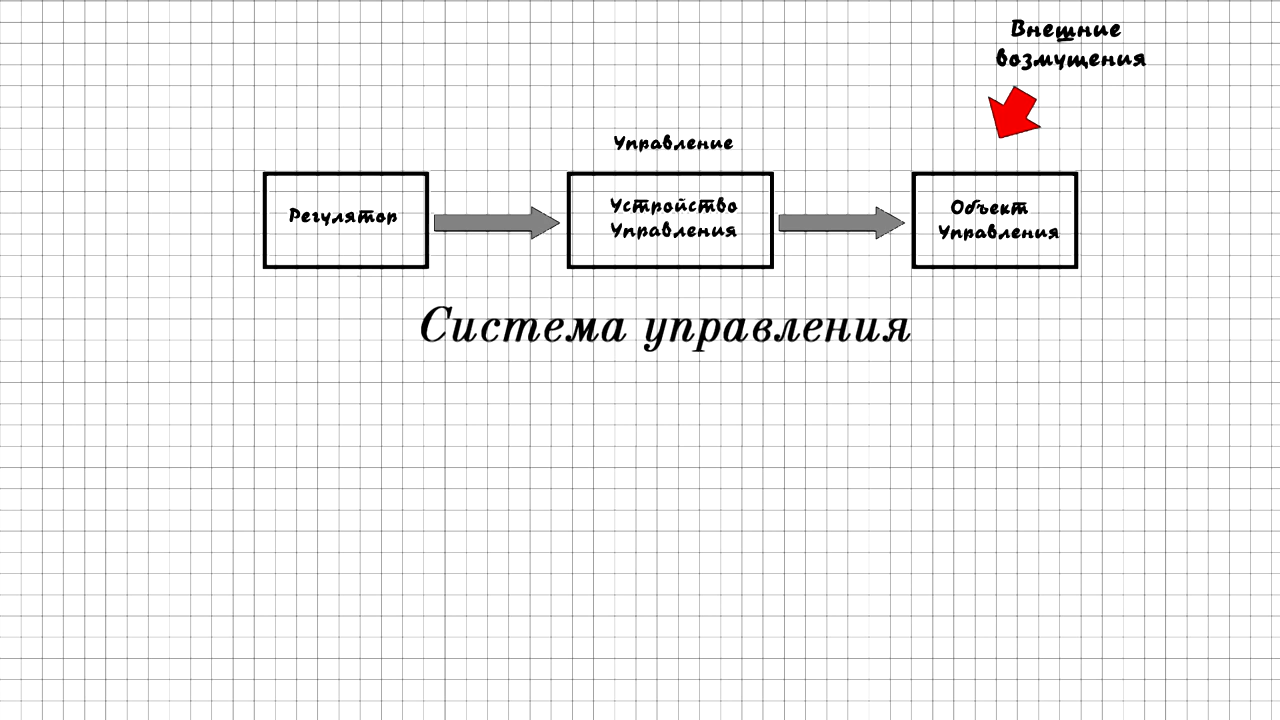 Внешние
возмущения
Управление
Регулятор
Устройство
Управления
Объект
Управления
Система управления